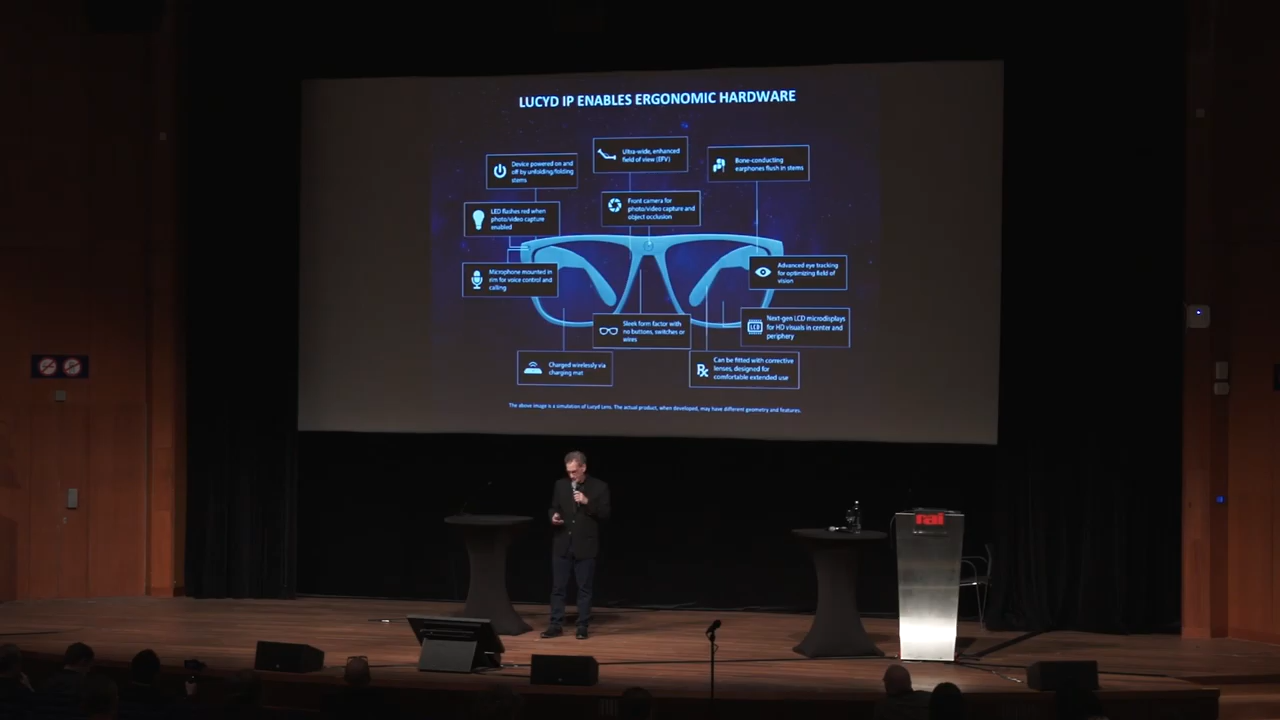 LUCYD IP ENABLES ERGONOMIC HARDWARE
Device powered on and
off by unfolding/folding
stems
Ultra-wide, enhanced
field of view (EFV)
Bone-conducting
earphones flush in stems
LED flashes red when
photo/video capture
enabled
Front camera for
photo/video capture and
object occlusion
Microphone mounted in
rim for voice control and
calling
Advanced eye tracking
for optimizing field of
vision
Sleek form factor with
no buttons, switches or
wires
LCD
Next-gen LCD microdisplays
for HD visuals in center and
periphery
Charged wirelessly via
charging mat
Rx
Can be fitted with corrective
lenses, designed for
comfortable extended use
The above image is a simulation of Lucyd Lens. The actual product, when developed, may have different geometry and features.
rai